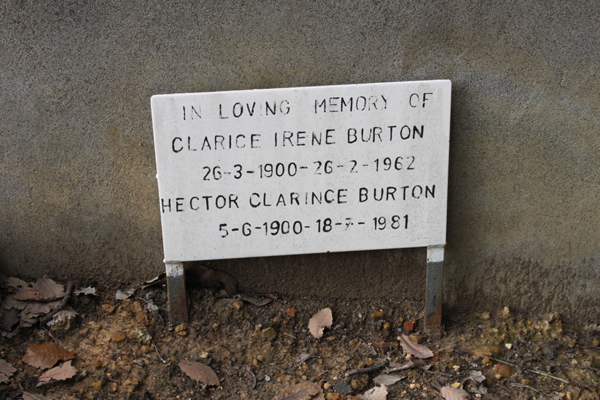 IN LOVING MEMORY OF
CLARICE IRENE BURTON
26-3-1900-26-2-1962
HECTOR CLARINCE BURTON
5-6-1900-18-7-1981